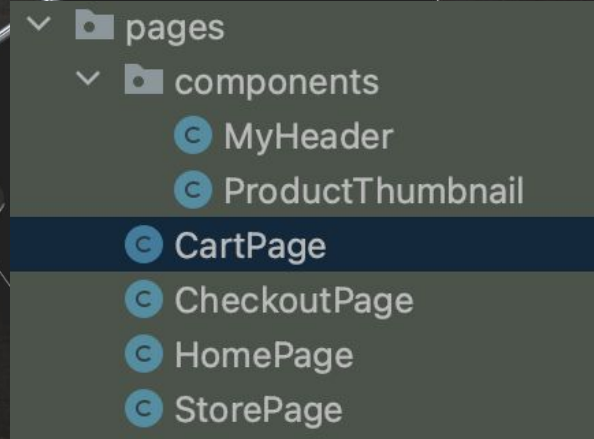 pages
components
C MyHeader
C ProductThumbnail
C CartPage
C CheckoutPage
C HomePage
C StorePage